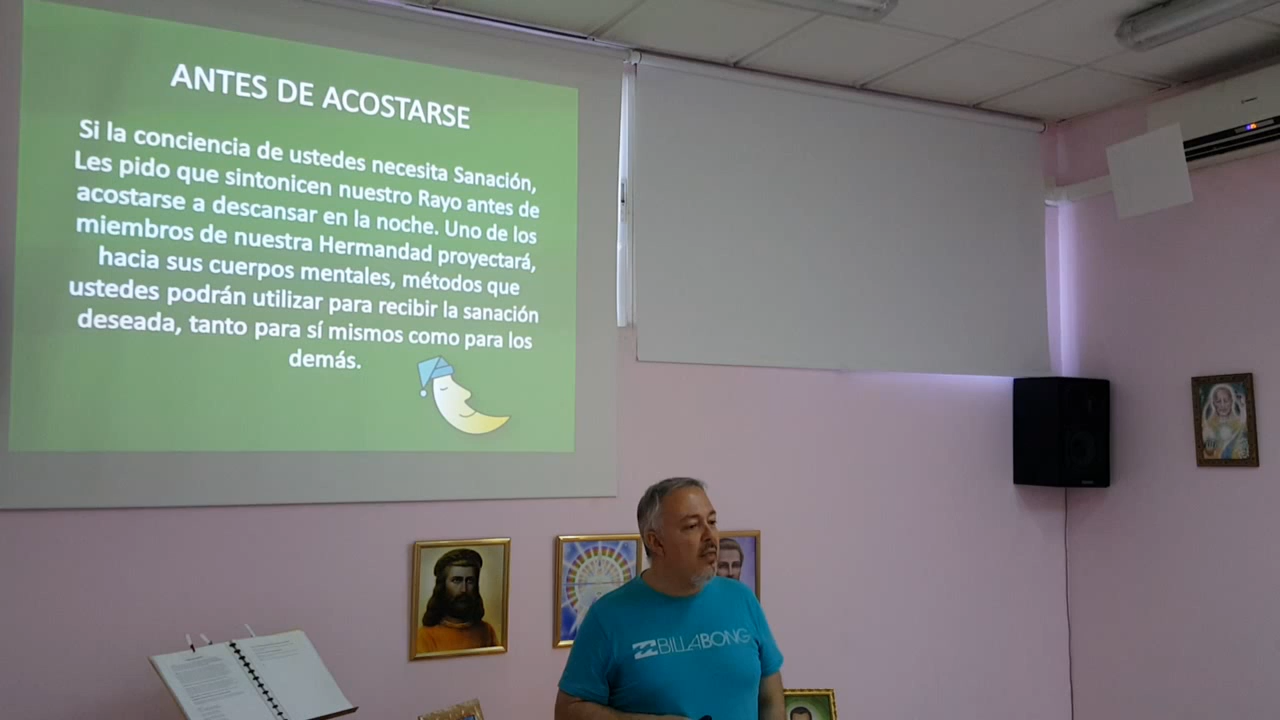 ANTES DE ACOSTARSE
Si la conciencia de ustedes necesita Sanación,
Les pido que sintonicen nuestro Rayo antes de
acostarse a descansar en la noche. Uno de los
miembros de nuestra Hermandad proyectará,
hacia sus cuerpos mentales, métodos que
ustedes podrán utilizar para recibir la sanación
deseada, tanto para sí mismos como para los
demás.
BILLABONG